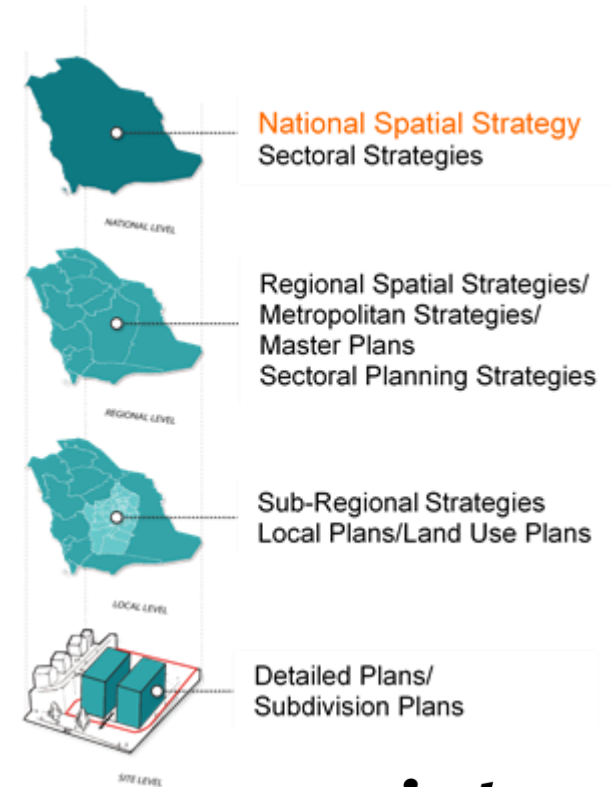 National Spatial Strategy
Sectoral Strategies
NATIONAL LEVEL
Regional Spatial Strategies/
Metropolitan Strategies/
Master Plans
Sectoral Planning Strategies
REGIONAL LEVEL
Sub-Regional Strategies
Local Plans/Land Use Plans
LOCAL LEVEL
Detailed Plans/
Subdivision Plans
SITE LEVEL